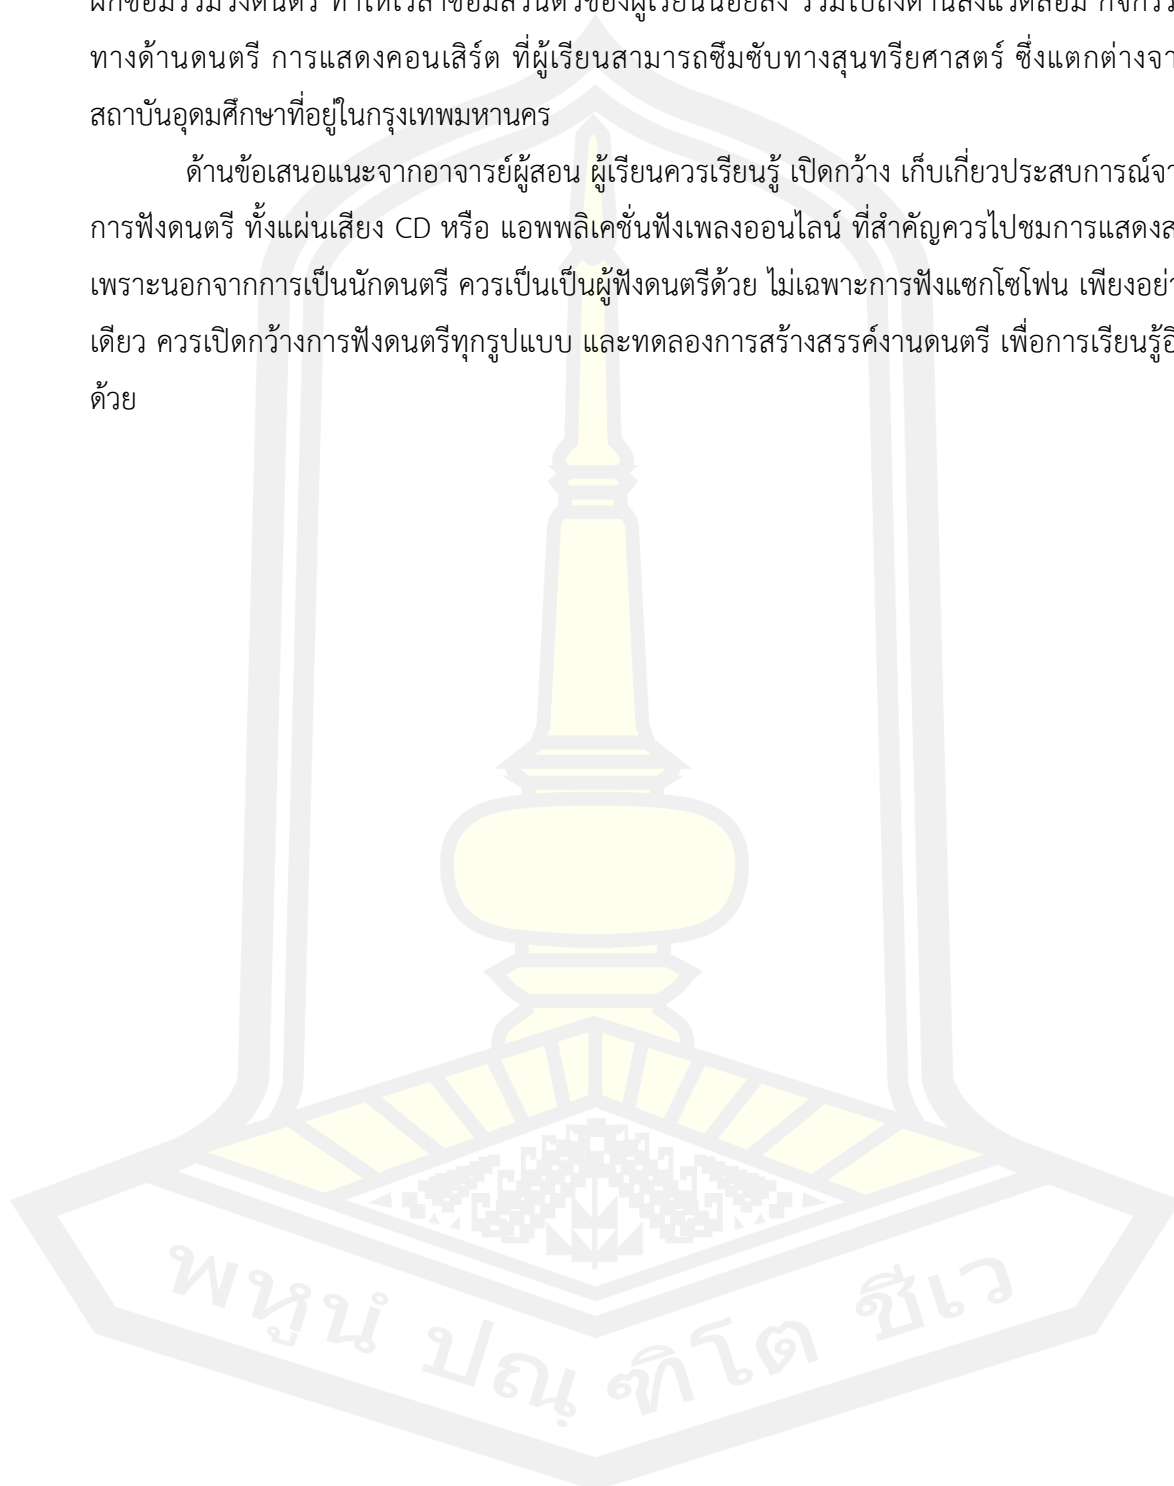 ฝึกซ้อมรวมวงดนตรี ทำให้เวลาซ้อมส่วนตัวของผู้เรียนน้อยลง รวมไปถึงด้านสิ่งแวดล้อม
ทางด้านดนตรี การแสดงคอนเสิร์ต ที่ผู้เรียนสามารถซึมซับทางสุนทรียศาสตร์ ซึ่งแตกต่างจา
สถาบันอุดมศึกษาที่อยู่ในกรุงเทพมหานคร
ด้านข้อเสนอแนะจากอาจารย์ผู้สอน ผู้เรียนควรเรียนรู้ เปิดกว้าง เก็บเกี่ยวประสบการณ์จา
การฟังดนตรี ทั้งแผ่นเสียง CD หรือ แอพพลิเคชั่นฟังเพลงออนไลน์ ที่สำคัญควรไปชมการแสดงส
เพราะนอกจากการเป็นนักดนตรี ควรเป็นเป็นผู้ฟังดนตรีด้วย ไม่เฉพาะการฟังแซกโซโฟน เพียงอย่า
เดียว ควรเปิดกว้างการฟังดนตรีทุกรูปแบบ และทดลองการสร้างสรรค์งานดนตรี เพื่อการเรียนรู้อี
ด้วย
พหูนํ ปณฺฑิโต ชีเว